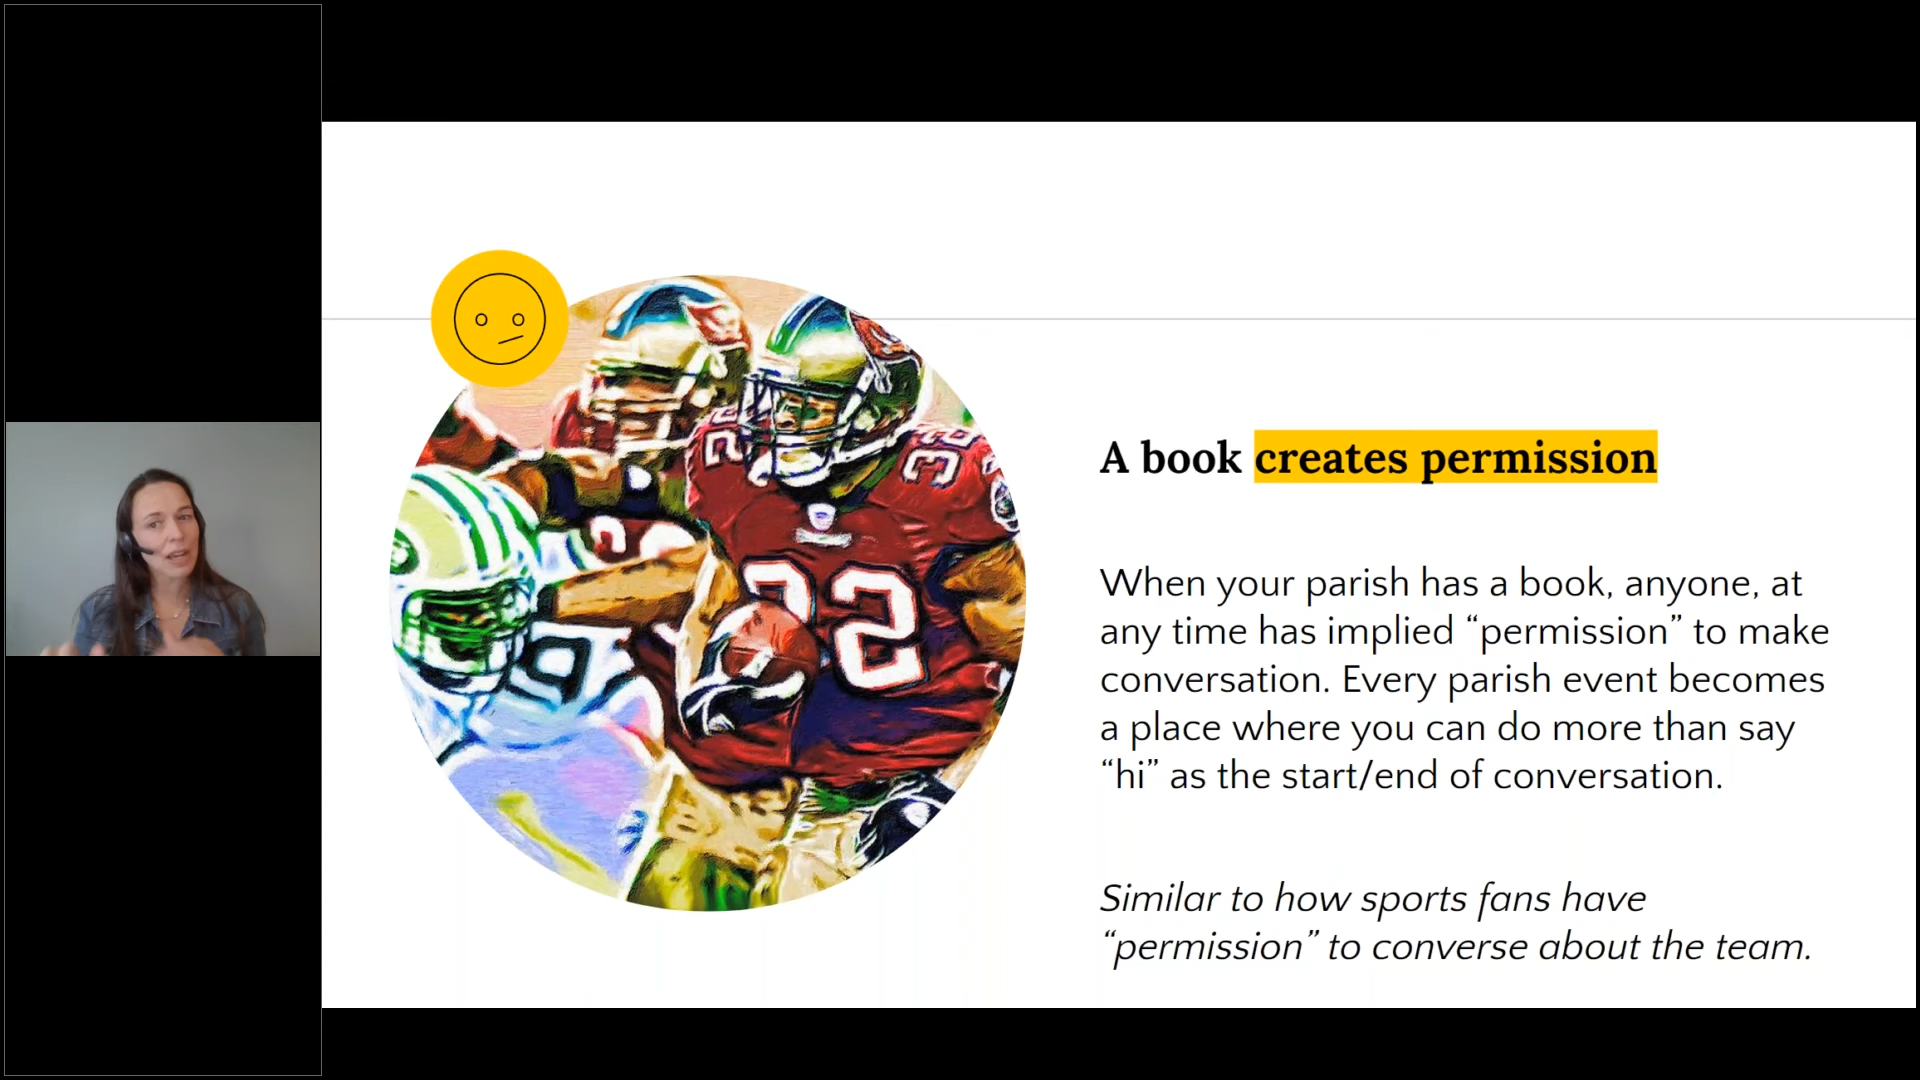 A book creates permission
When your parish has a book, anyone, at
any time has implied “permission” to make
conversation. Every parish event becomes
a place where you can do more than say
“hi” as the start/end of conversation.
Similar to how sports fans have
“permission” to converse about the team.
32